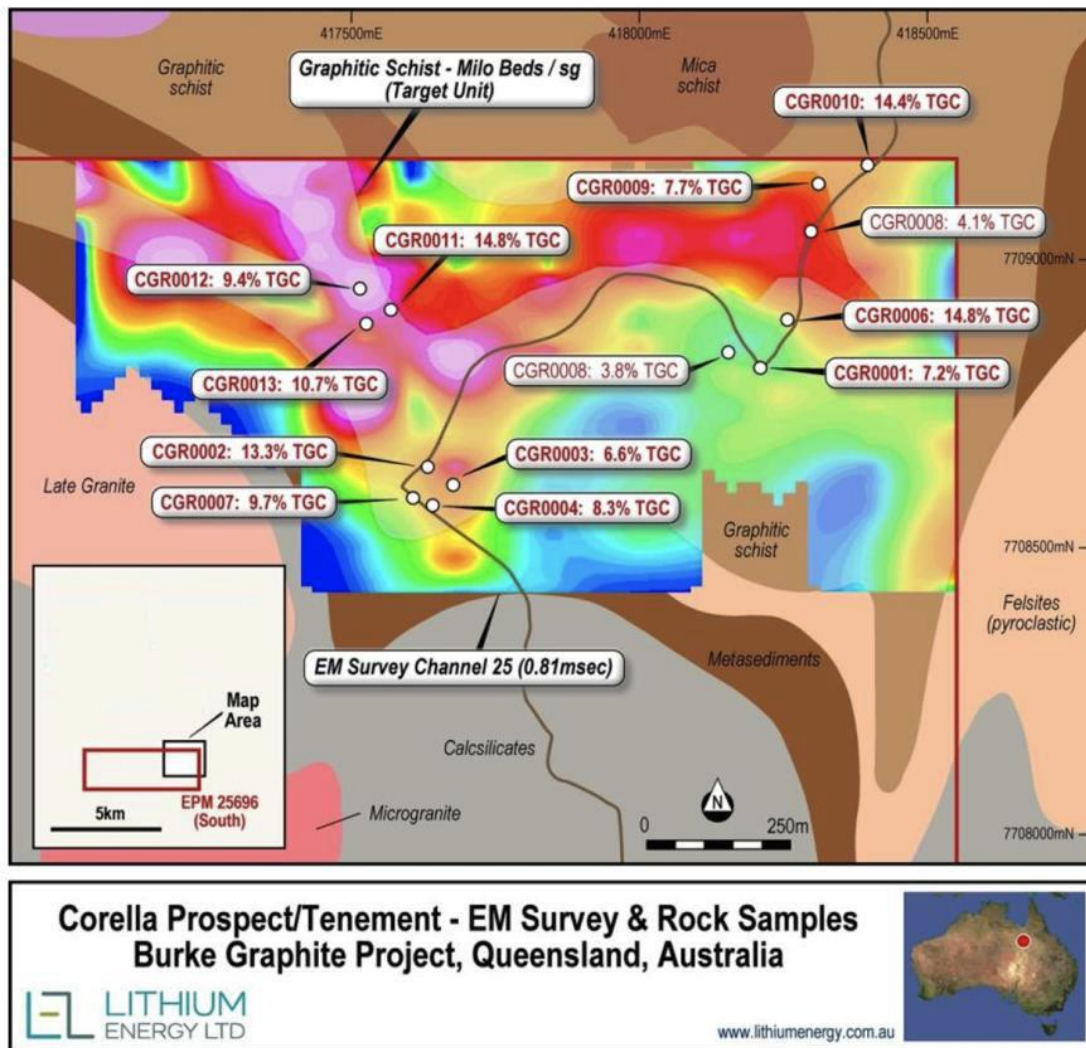 417500mE
418000mE
418500mE
Graphitic
schist
Graphitic Schist - Milo Beds / sg
(Target Unit)
Mica
schist
CGR0010: 14.4% TGC
CGR0009: 7.7% TGC
CGR0008: 4.1% TGC
CGR0011: 14.8% TGC
7709000mN
CGR0012: 9.4% TGC
CGR0006: 14.8% TGC
CGR0008: 3.8% TGC
CGR0001: 7.2% TGC
CGR0013: 10.7% TGC
CGR0002: 13.3% TGC
CGR0003: 6.6% TGC
Late Granite
CGR0007: 9.7% TGC
CGR0004: 8.3% TGC
Graphitic
schist
7708500mN
Felsites
(pyroclastic)
EM Survey Channel 25 (0.81msec)
Metasediments
Map
Area
Calcsilicates
EPM 25696
(South)
5km
Microgranite
N
0
250m
7708000mN
Corella Prospect/Tenement - EM Survey & Rock Samples
Burke Graphite Project, Queensland, Australia
LITHIUM
ENERGY LTD
www.lithiumenergy.com.au